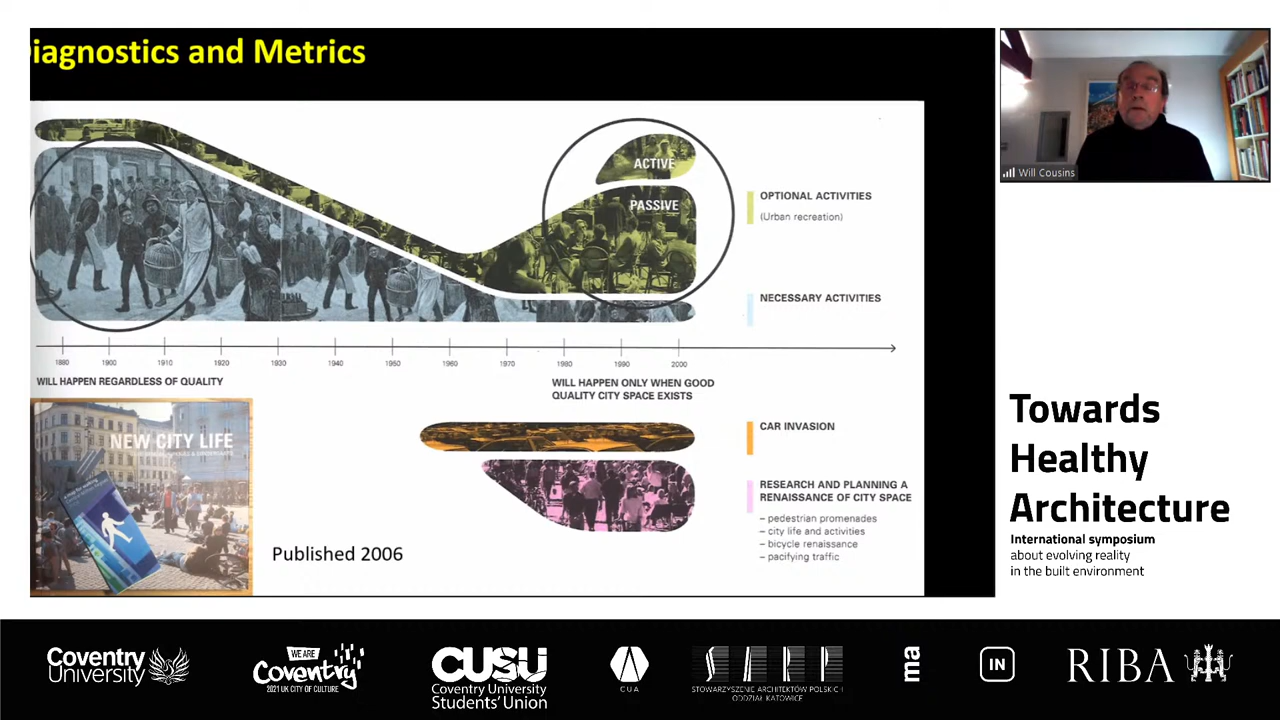 iagnostics and Metrics
ACTIVE
PASSIVE
OPTIONAL ACTIVITIES
(Urban recreation)
NECESSARY ACTIVITIES
1880 1900 1910 1920 1930 1940 1950 1960 1970 1980 1990 2000
WILL HAPPEN REGARDLESS OF QUALITY
WILL HAPPEN ONLY WHEN GOOD
QUALITY CITY SPACE EXISTS
CAR INVASION
RESEARCH AND PLANNING A
RENAISSANCE OF CITY SPACE
– pedestrian promenades
– city life and activities
– bicycle renaissance
– pacifying traffic
NEW CITY LIFE
Published 2006
Will Cousins
Towards
Healthy
Architecture
International symposium
about evolving reality
in the built environment
Coventry
University
WE ARE
Coventry
2021 UK CITY OF CULTURE
CUSU
Coventry University
Students' Union
CUA
SARP
STOWARZYSZENIE ARCHITEKTÓW POLSKICH
ODDZIAŁ KATOWICE
ma
IN
RIBA